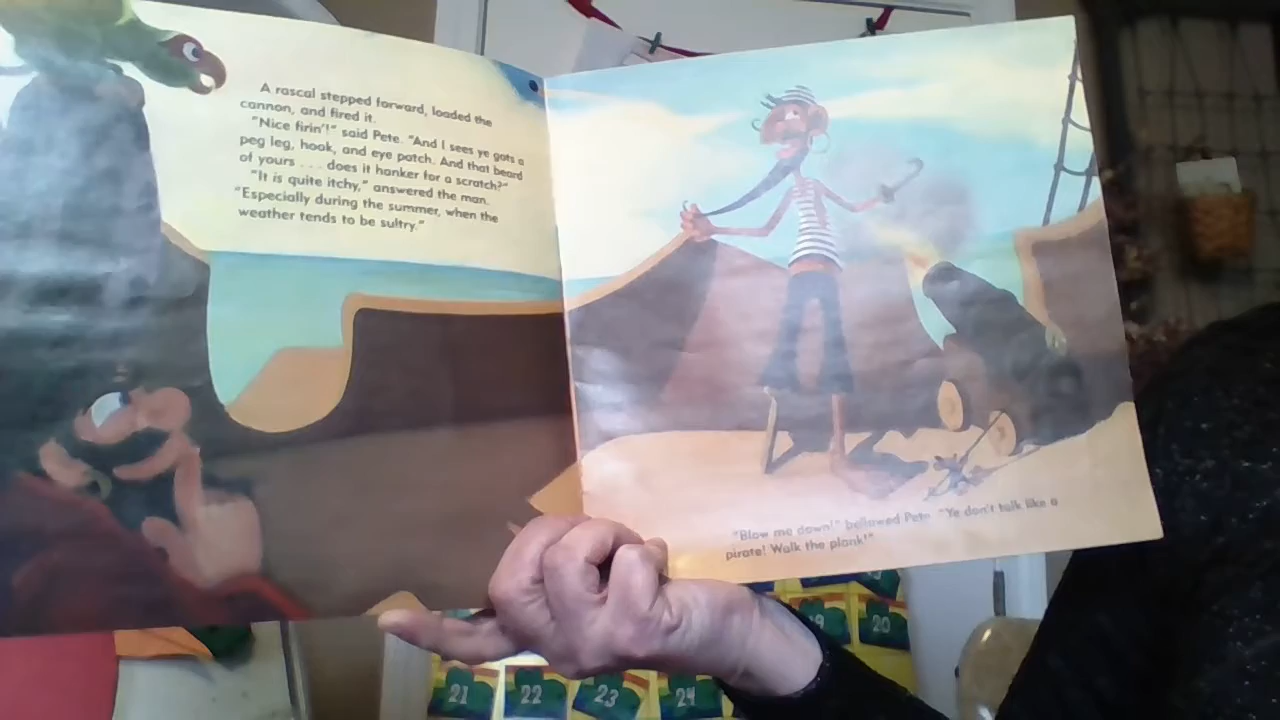 A rascal stepped forward, loaded the
cannon, and fired it.
"Nice firin'!" said Pete. "And I sees ye gots a
peg leg, hook, and eye patch. And that beard
of yours . . . does it hanker for a scratch?"
"It is quite itchy," answered the man.
"Especially during the summer, when the
weather tends to be sultry."
"Blow me down!" bellowed Pete. "Ye don't talk like a
pirate! Walk the plank!"
19
20
21
22
23
24